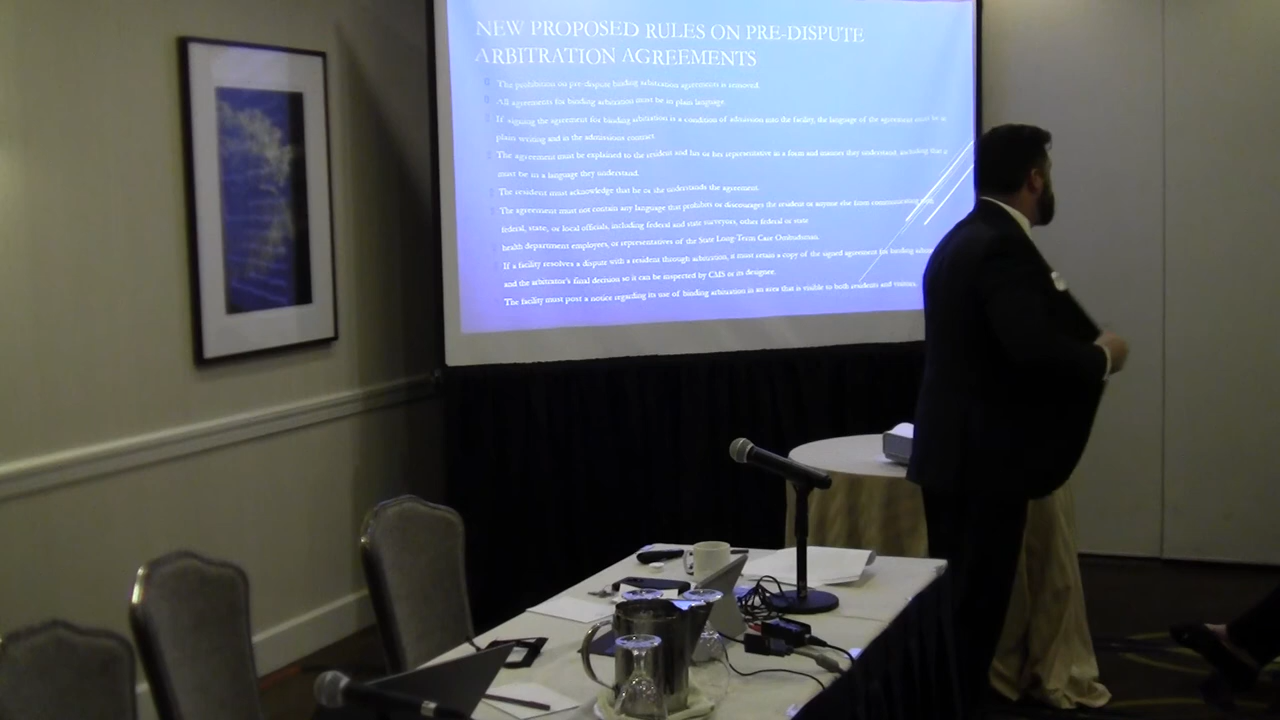 NEW PROPOSED RULES ON PRE-DISPUTE
ARBITRATION AGREEMENTS
The prohibition on pre-dispute binding arbitration agreements is removed.
All agreements for binding arbitration must be in plain language.
If signing the agreement for binding arbitration is a condition of admission into the facility, the language of the agreement must be in
plain writing and in the admissions contract.
The agreement must be explained to the resident and his or her representative in a form and manner they understand, including that it
must be in a language they understand.
The resident must acknowledge that he or she understands the agreement.
The agreement must not contain any language that prohibits or discourages the resident or anyone else from communicating with
federal, state, or local officials, including federal and state surveyors, other federal or state
health department employees, or representatives of the State Long-Term Care Ombudsman.
If a facility resolves a dispute with a resident through arbitration, it must retain a copy of the signed agreement for binding
and the arbitrator's final decision so it can be inspected by CMS or its designee.
The facility must post a notice regarding its use of binding arbitration in an area that is visible to both residents and visitors.